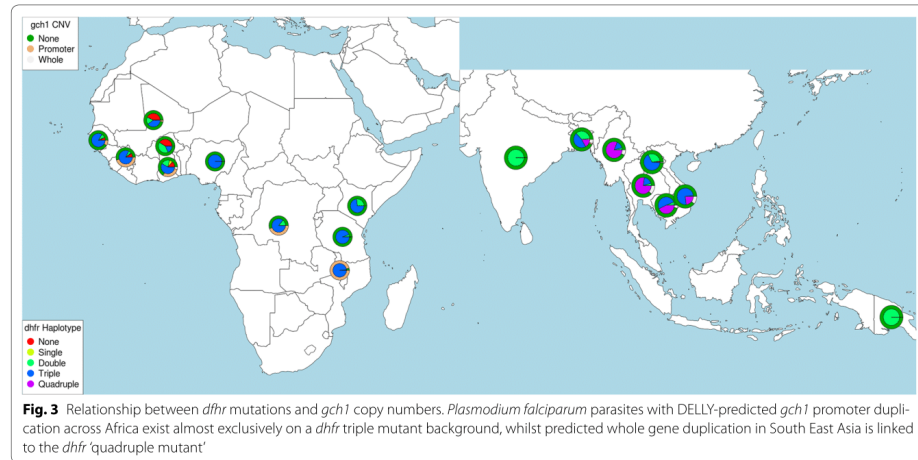 gch1 CNV
None
Promoter
Whole
dhfr Haplotype
None
Single
Double
Triple
Quadruple
Fig. 3 Relationship between dfhr mutations and gch1 copy numbers. Plasmodium falciparum parasites with DELLY-predicted gch1 promoter dupli-
cation across Africa exist almost exclusively on a dhfr triple mutant background, whilst predicted whole gene duplication in South East Asia is linked
to the dhfr ‘quadruple mutant’